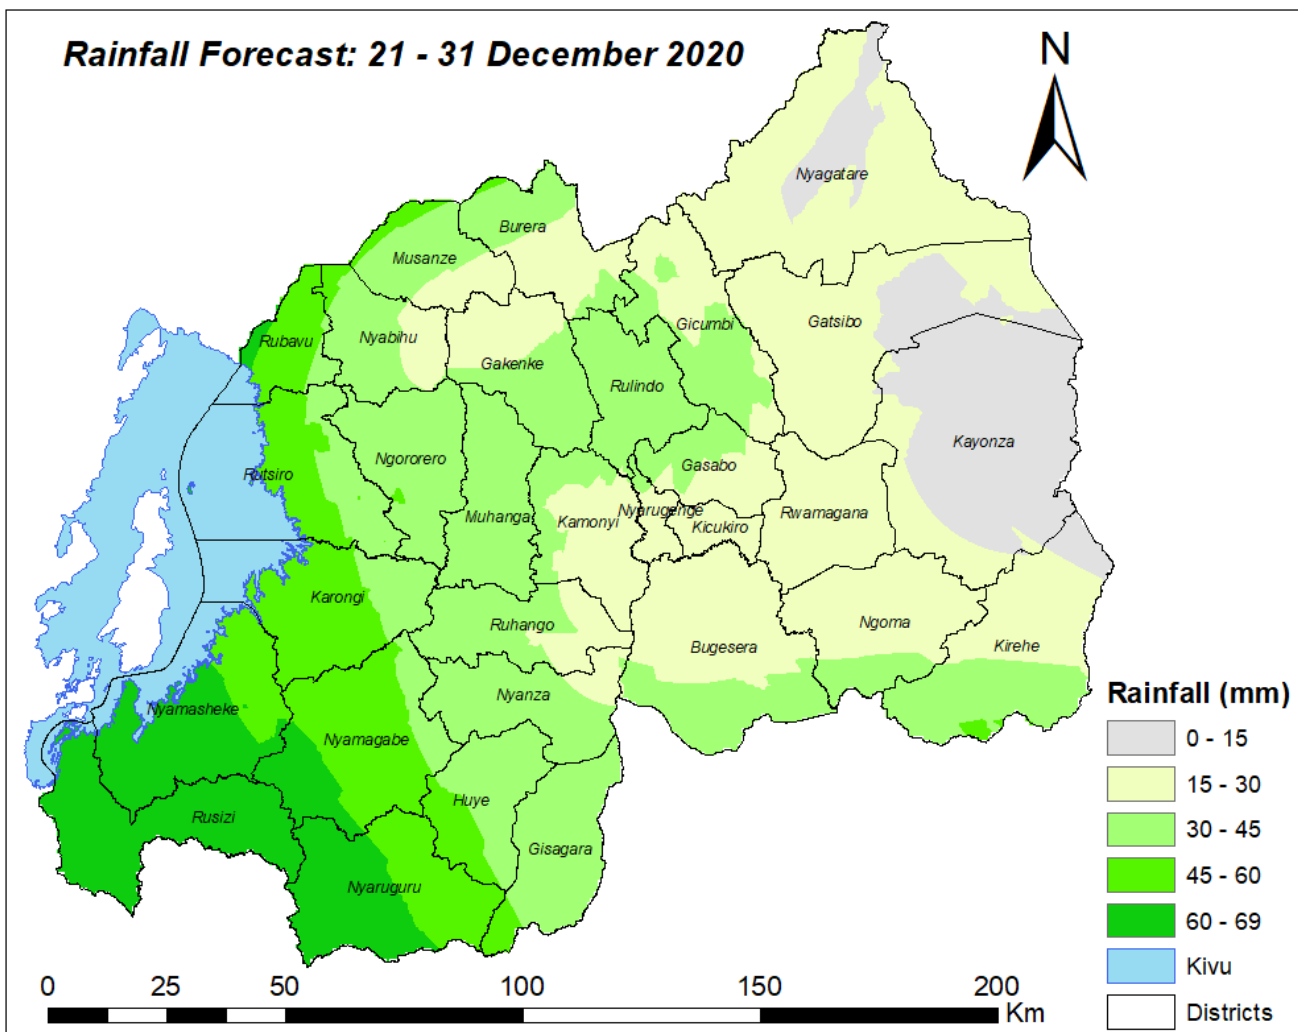 Rainfall Forecast: 21 - 31 December 2020
N
Nyagatare
Burera
Musanze
Rubavu
Nyabihu
Gakenke
Rulindo
Gicumbi
Gatsibo
Kayonza
Rutsiro
Ngororero
Muhanga
Kamonyi
Nyarugenge
Gasabo
Kicukiro
Rwamagana
Karongi
Ruhango
Bugesera
Ngoma
Kirehe
Nyamasheke
Nyamagabe
Nyanza
Rusizi
Huye
Gisagara
Nyaruguru
Rainfall (mm)
0 - 15
15 - 30
30 - 45
45 - 60
60 - 69
Kivu
Districts
0 25 50 100 150 200
Km